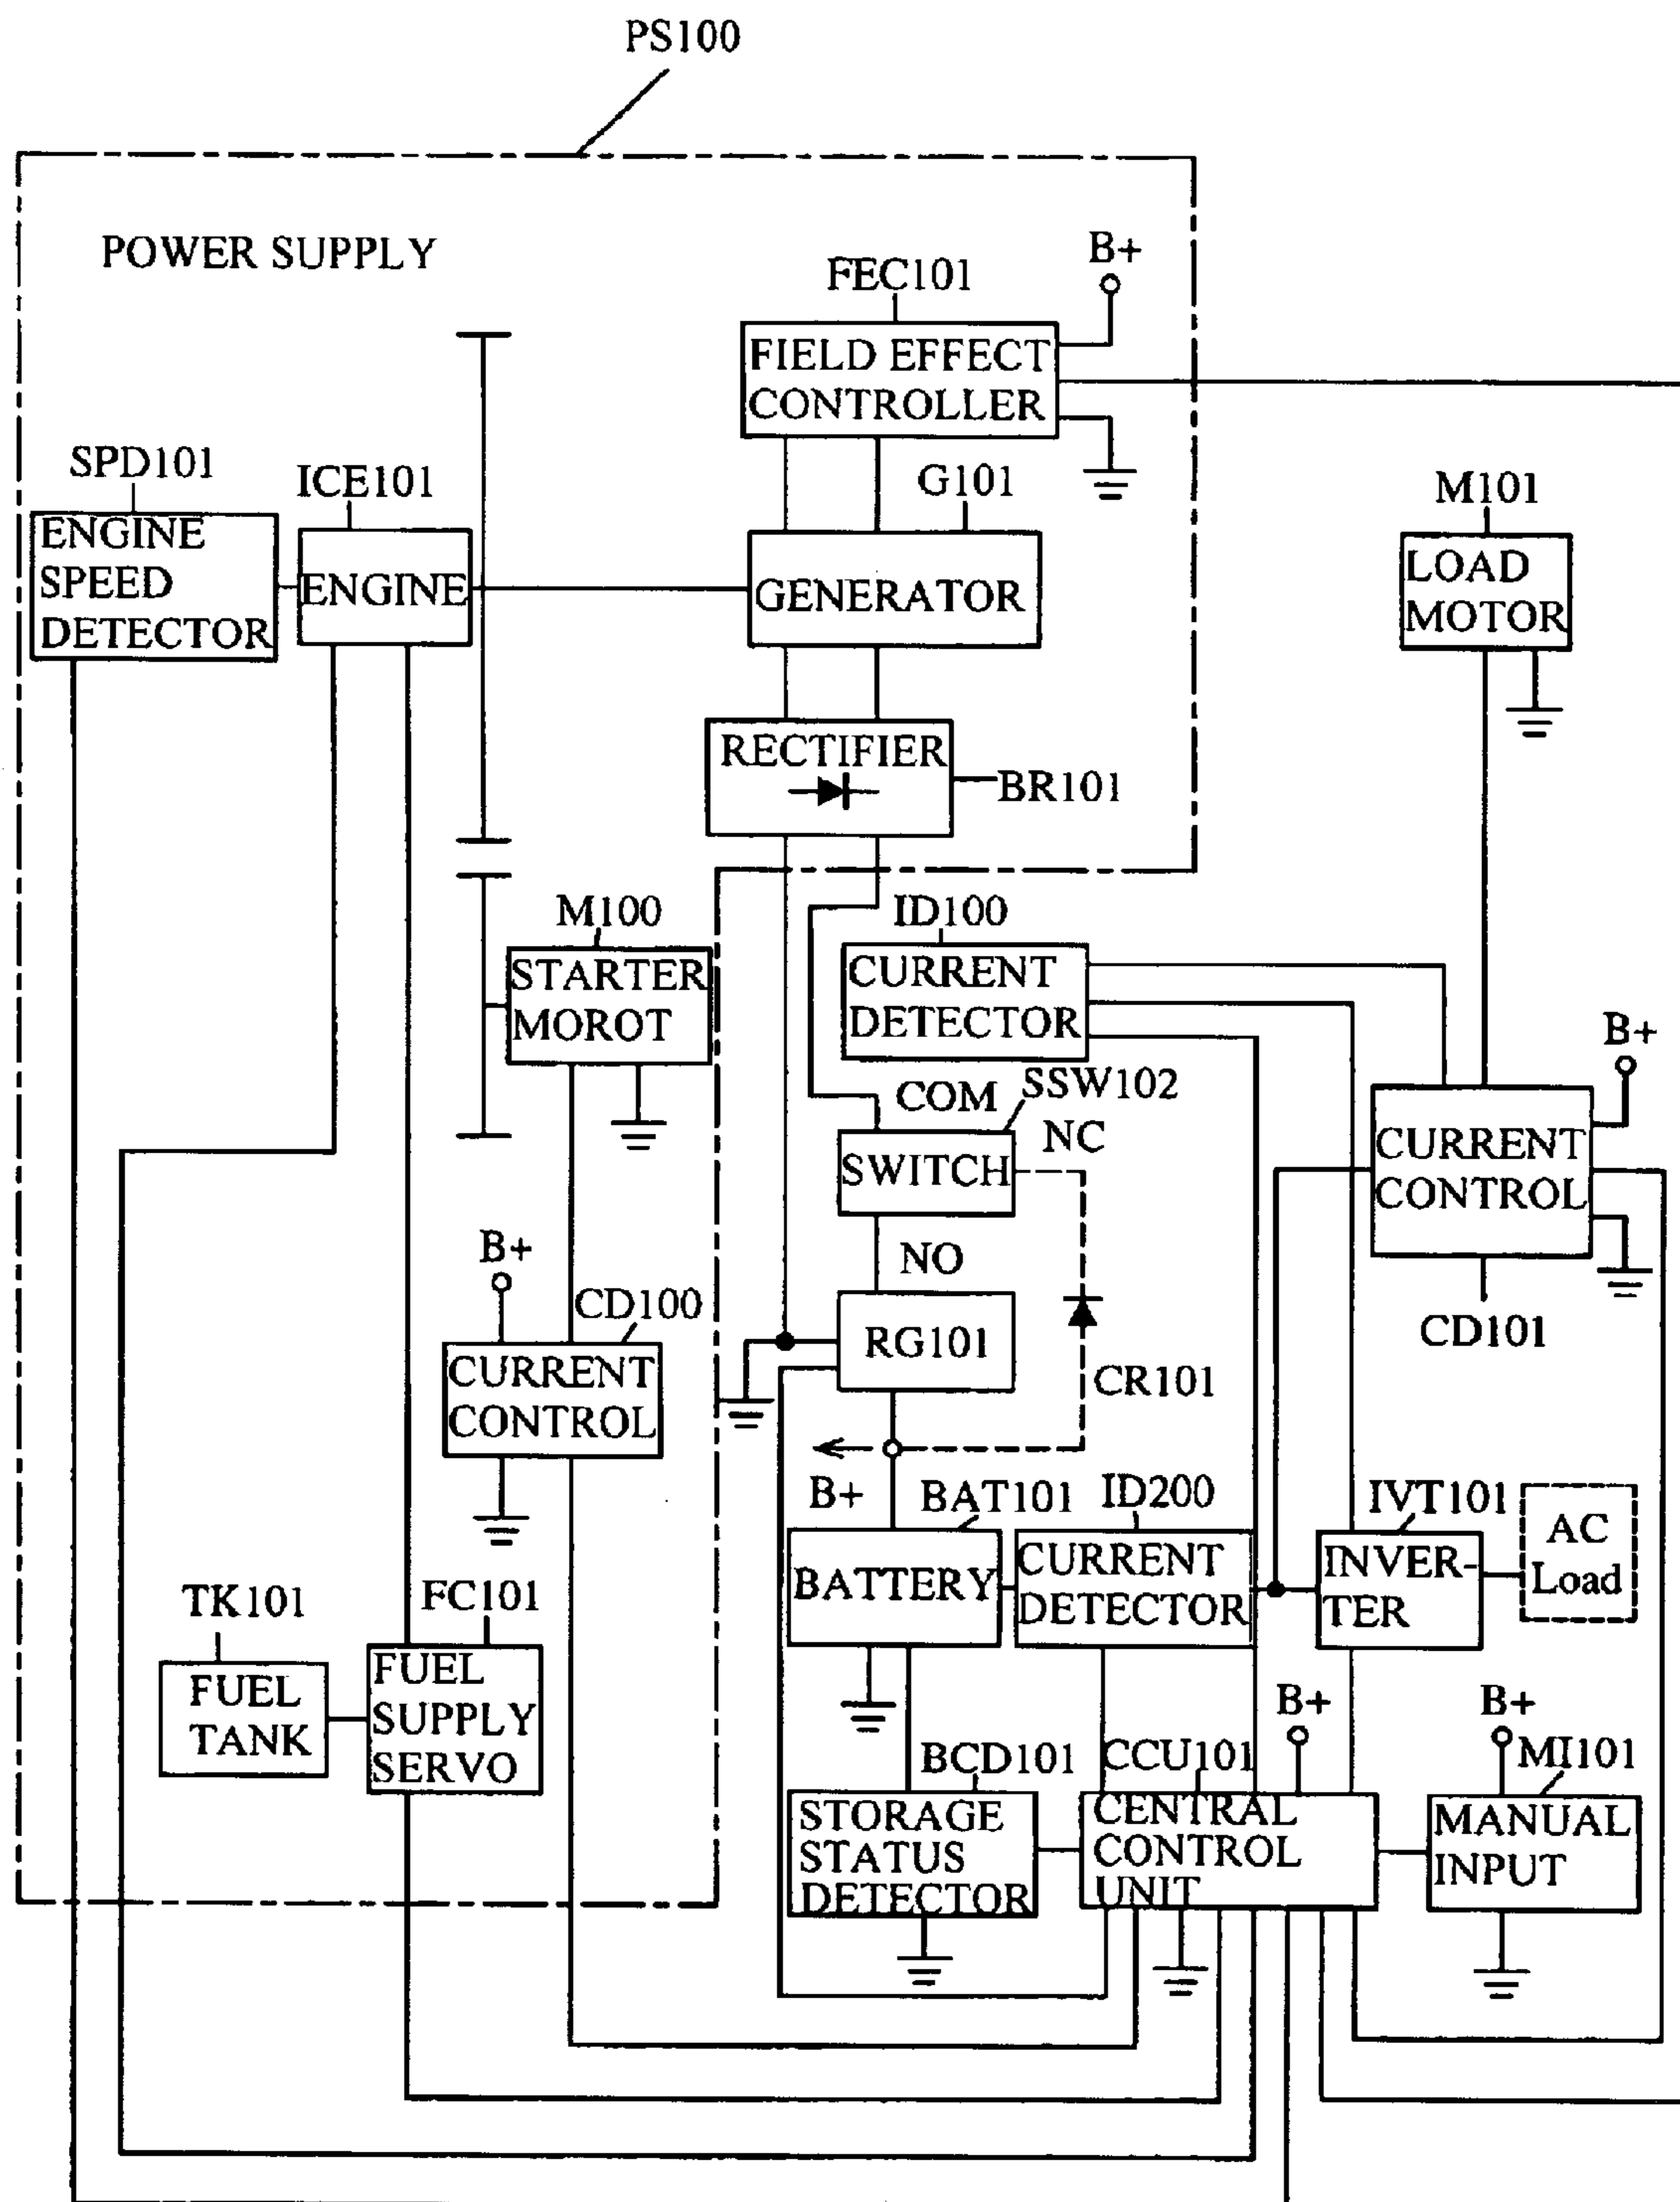 PS100
POWER SUPPLY
B+
FEC101
FIELD EFFECT
CONTROLLER
SPD101
ICE101
G101
M101
ENGINE
SPEED
DETECTOR
ENGINE
GENERATOR
LOAD
MOTOR
RECTIFIER
BR101
M100
ID100
STARTER
MOROT
CURRENT
DETECTOR
B+
COM
SSW102
NC
SWITCH
CURRENT
CONTROL
B+
NO
CD100
RG101
CD101
CURRENT
CONTROL
CR101
B+
BAT101
ID200
IVT101
AC
Load
BATTERY
CURRENT
DETECTOR
INVER-
TER
TK101
FC101
FUEL
TANK
FUEL
SUPPLY
SERVO
B+
B+
BCD101
CCU101
MI101
STORAGE
STATUS
DETECTOR
CENTRAL
CONTROL
UNIT
MANUAL
INPUT